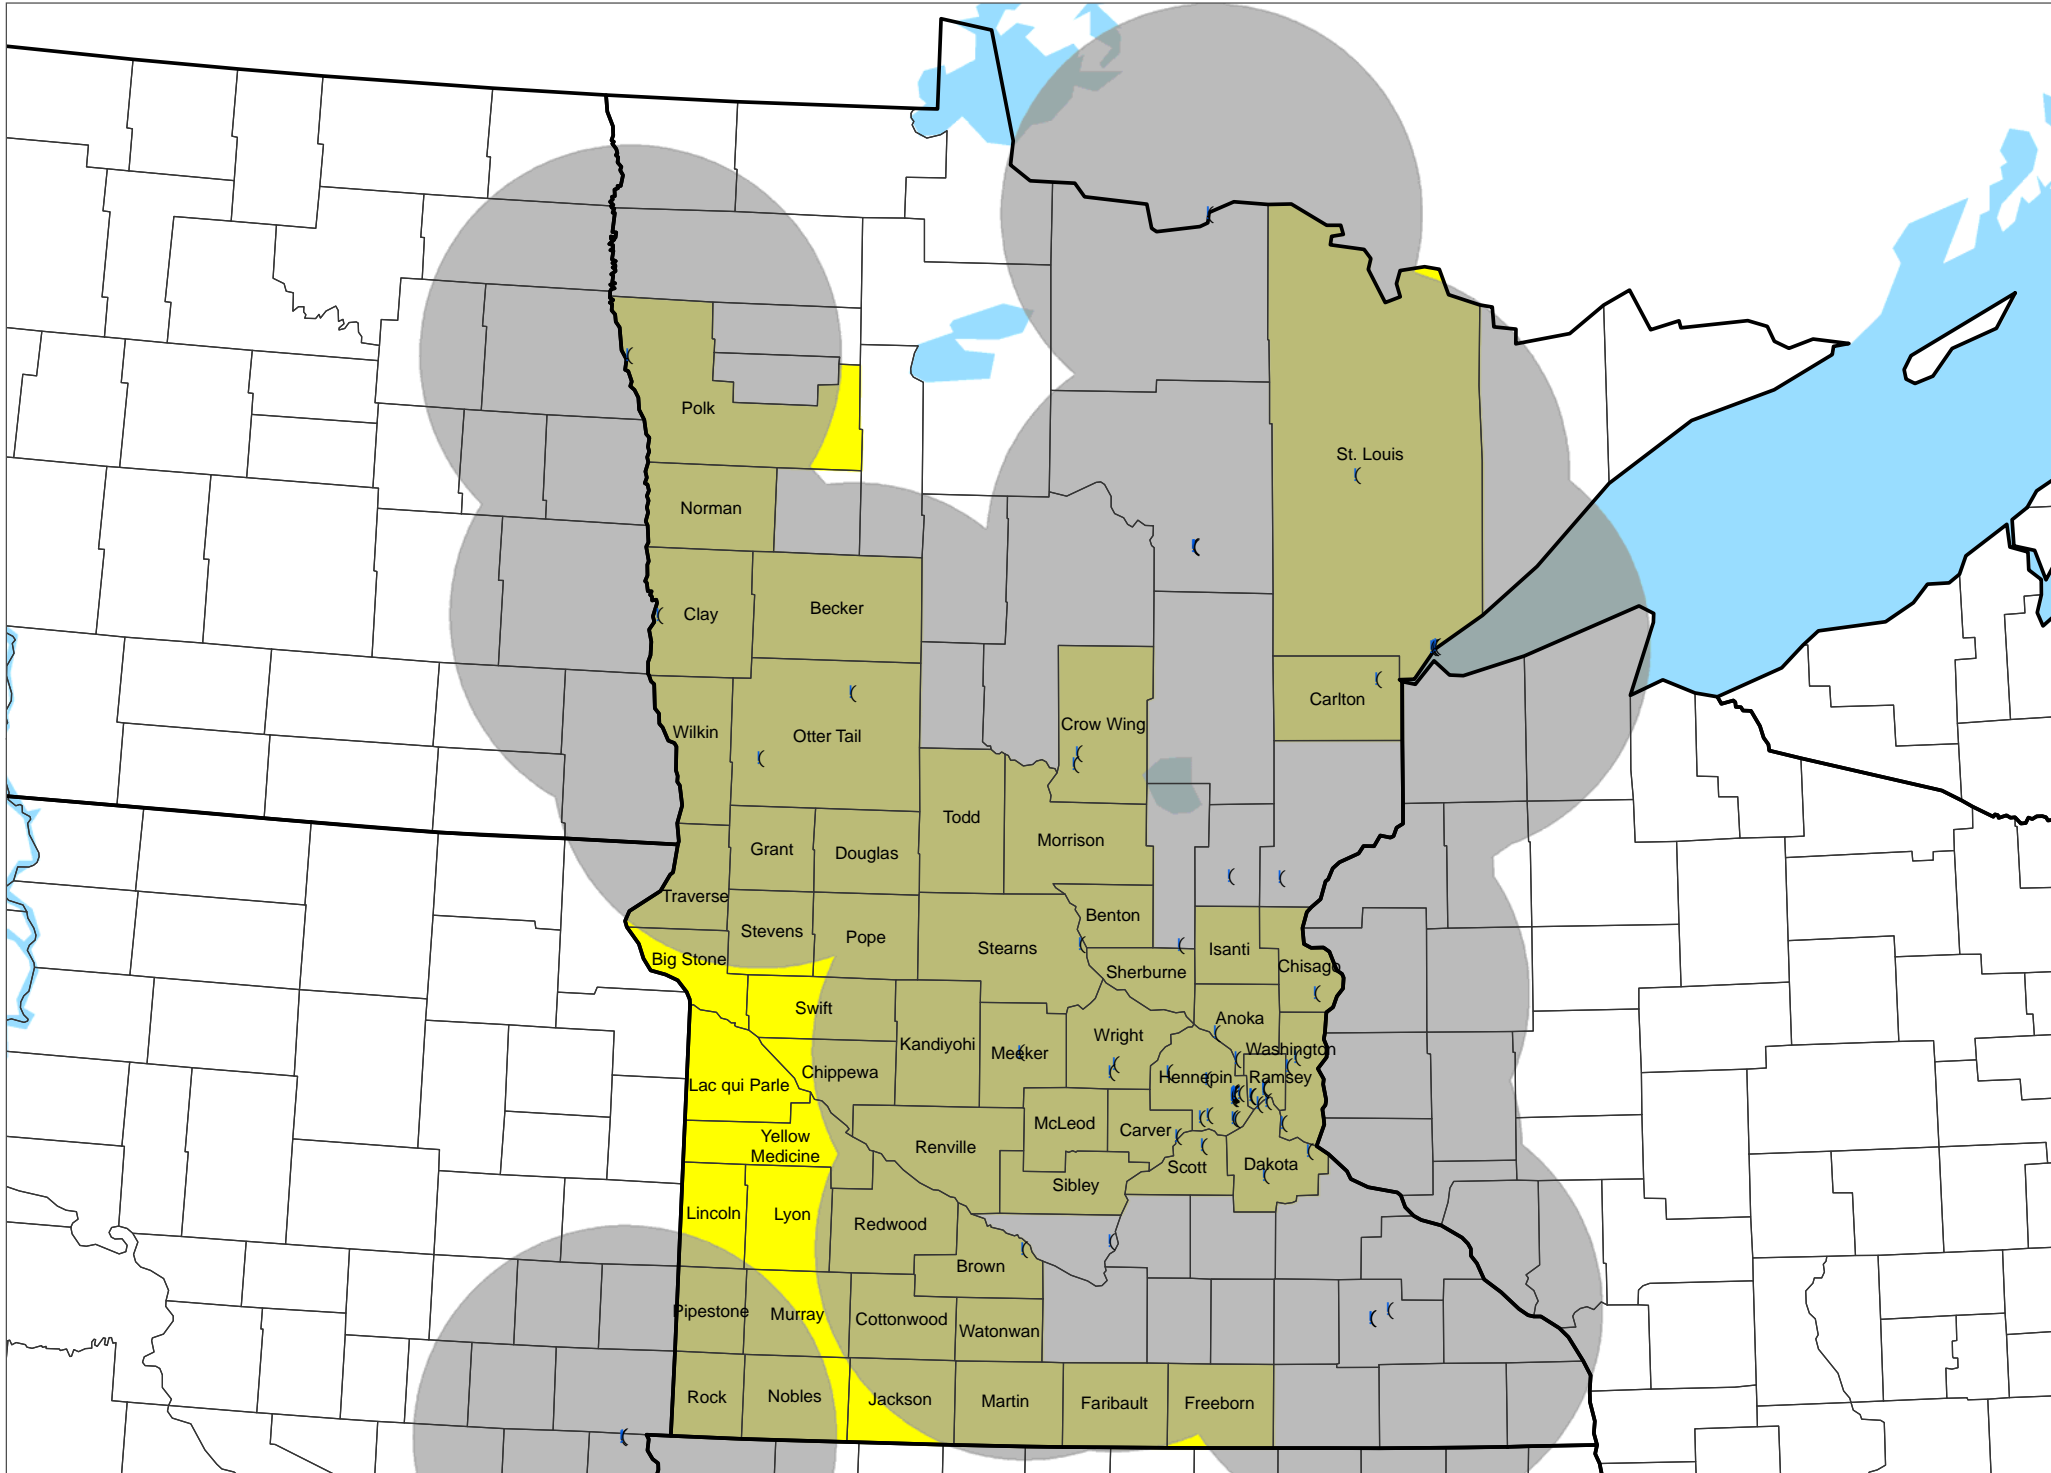 St. Louis
Polk
Norman
Becker
Clay
Carlton
Crow Wing
Wilkin
Otter Tail
Todd
Morrison
Grant
Douglas
Traverse
Benton
Stevens
Pope
Stearns
Isanti
Big Stone
Chisago
Sherburne
Swift
Anoka
Wright
Kandiyohi
Meeker
Washington
Chippewa
Hennepin
Ramsey
Lac qui Parle
McLeod
Carver
Yellow
Medicine
Renville
Dakota
Scott
Sibley
Lincoln
Lyon
Redwood
Brown
Pipestone
Murray
Cottonwood
Watonwan
Rock
Nobles
Jackson
Martin
Faribault
Freeborn